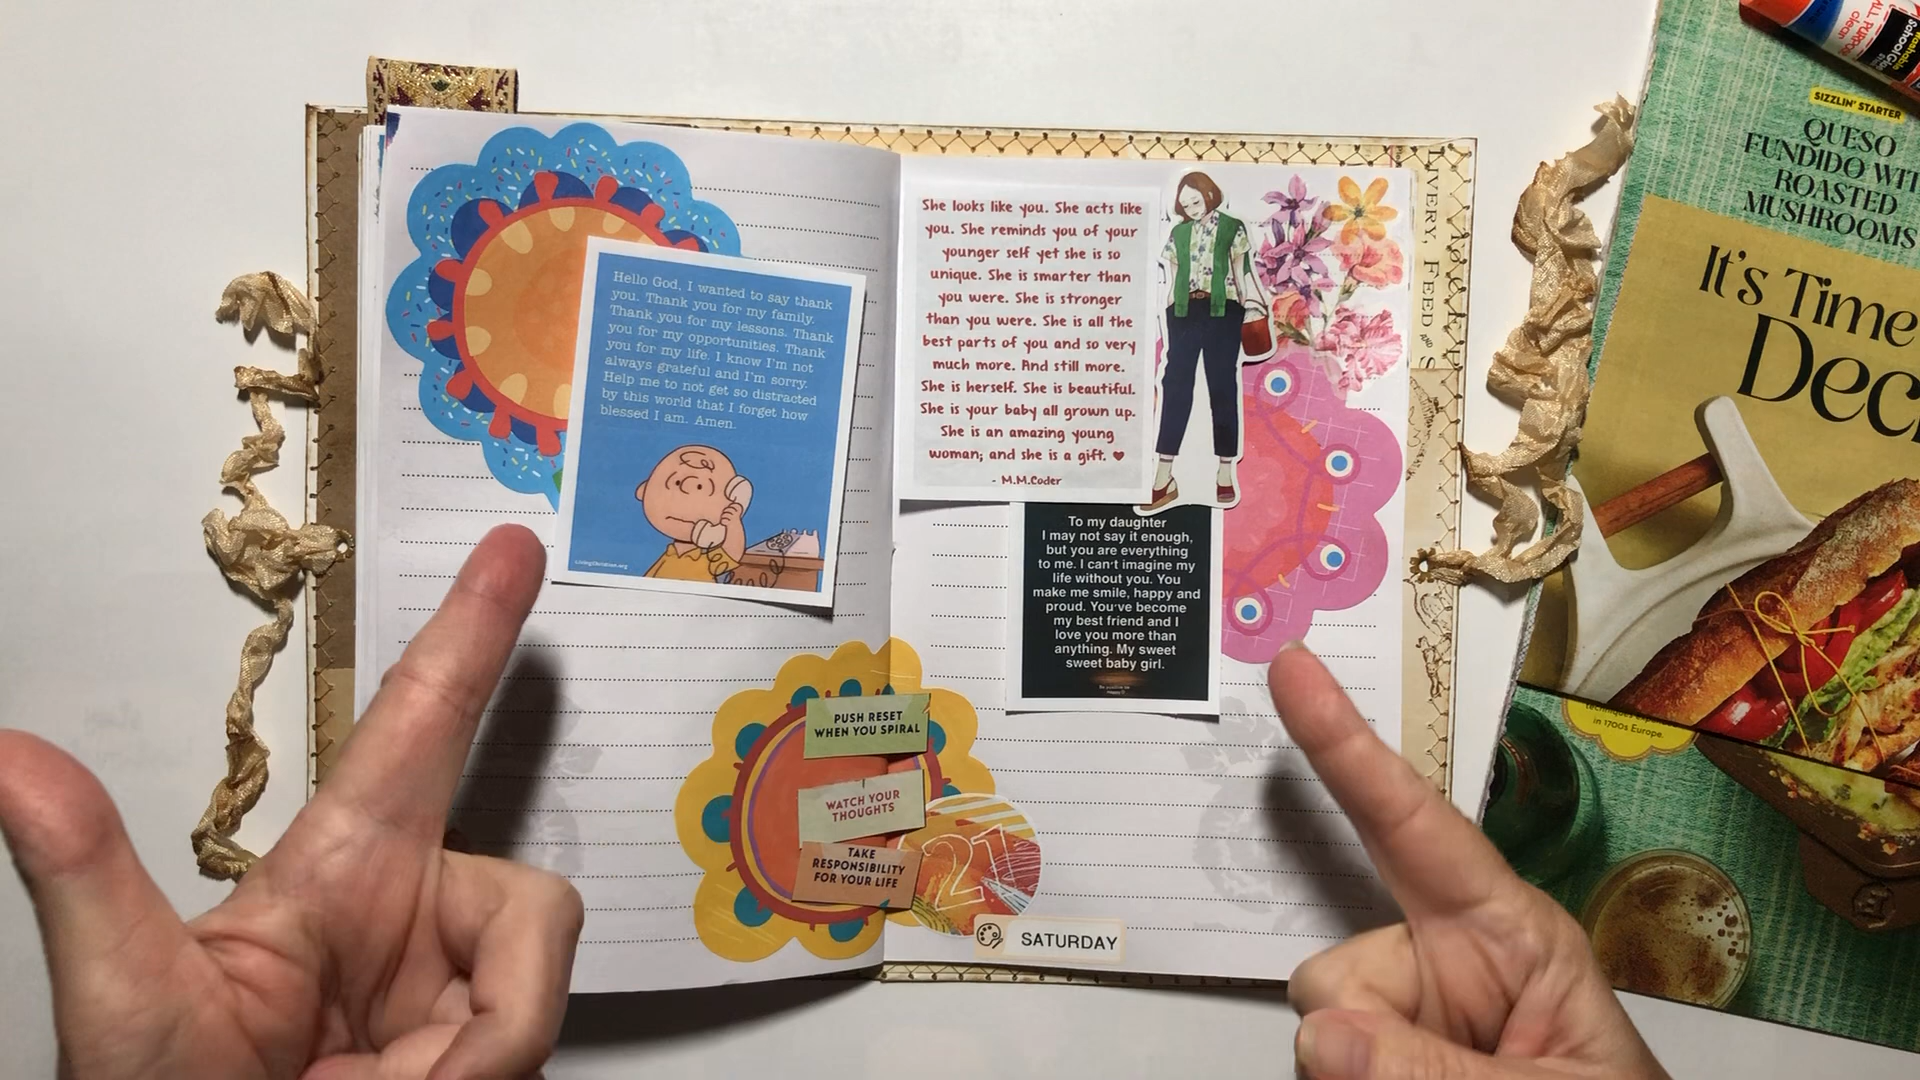 Hello God, I wanted to say thank
you. Thank you for my family.
Thank you for my lessons. Thank
you for my opportunities. Thank
you for my life. I know I'm not
always grateful and I'm sorry.
Help me to not get so distracted
by this world that I forget how
blessed I am. Amen.
LivingChristian.org
She looks like you. She acts like
you. She reminds you of your
younger self yet she is so
unique. She is smarter than
you were. She is stronger
than you were. She is all the
best parts of you and so very
much more. And still more.
She is herself. She is beautiful.
She is your baby all grown up.
She is an amazing young
woman; and she is a gift. ♥
- M.M.Coder
To my daughter
I may not say it enough,
but you are everything
to me. I can't imagine my
life without you. You
make me smile, happy and
proud. You've become
my best friend and I
love you more than
anything. My sweet
sweet baby girl.
PUSH RESET
WHEN YOU SPIRAL
WATCH YOUR
THOUGHTS
TAKE
RESPONSIBILITY
FOR YOUR LIFE
21
SATURDAY
LIVERY, FEED AND S
ALL PURPOSE
clear
Washable
School Glue
SIZZLIN' STARTER
QUESO
FUNDIDO WIT
ROASTED
MUSHROOMS
It's Time
Dec
in 1700s Europe.